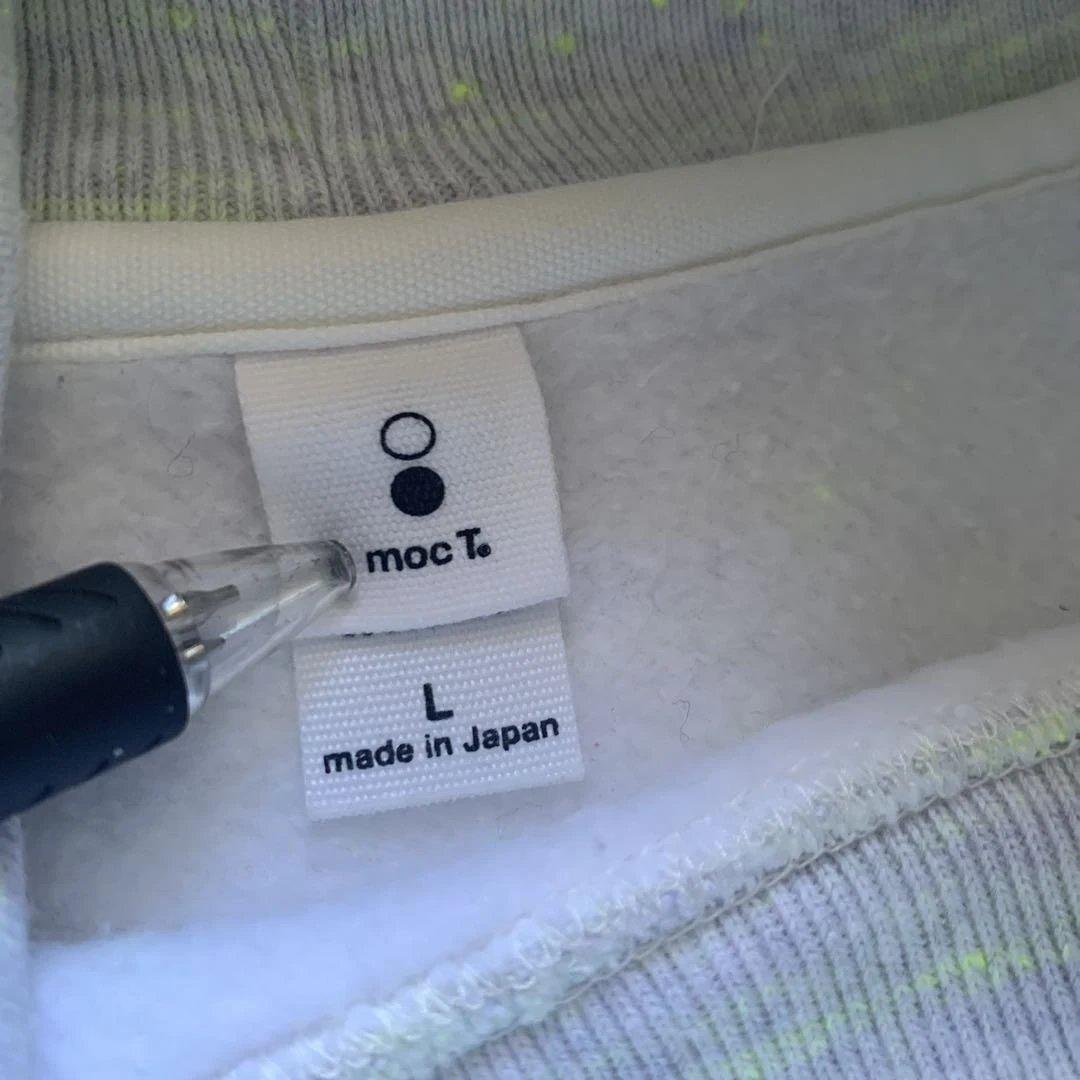 moc T.
L
made in Japan